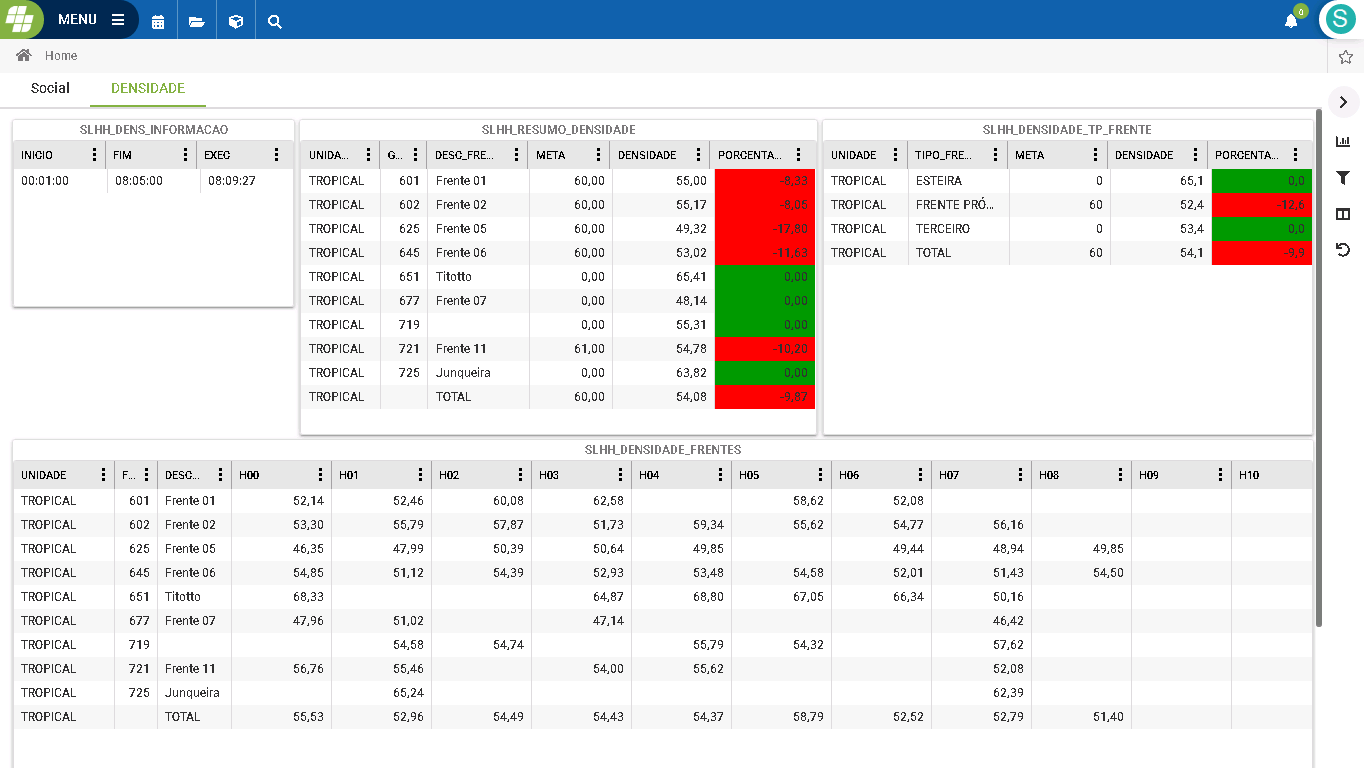 MENU
0
S
Home
Social DENSIDADE
SLHH_DENS_INFORMACAO
INICIO FIM EXEC
00:01:00 08:05:00 08:09:27
SLHH_RESUMO_DENSIDADE
UNIDA... G... DESC_FRE... META DENSIDADE PORCENTA...
TROPICAL 601 Frente 01 60,00 55,00 -8,33
TROPICAL 602 Frente 02 60,00 55,17 -8,05
TROPICAL 625 Frente 05 60,00 49,32 -17,80
TROPICAL 645 Frente 06 60,00 53,02 -11,63
TROPICAL 651 Titotto 0,00 65,41 0,00
TROPICAL 677 Frente 07 0,00 48,14 0,00
TROPICAL 719 0,00 55,31 0,00
TROPICAL 721 Frente 11 61,00 54,78 -10,20
TROPICAL 725 Junqueira 0,00 63,82 0,00
TROPICAL TOTAL 60,00 54,08 -9,87
SLHH_DENSIDADE_TP_FRENTE
UNIDADE TIPO_FRE... META DENSIDADE PORCENTA...
TROPICAL ESTEIRA 0 65,1 0,0
TROPICAL FRENTE PRÓ... 60 52,4 -12,6
TROPICAL TERCEIRO 0 53,4 0,0
TROPICAL TOTAL 60 54,1 -9,9
SLHH_DENSIDADE_FRENTES
UNIDADE F... DESC... H00 H01 H02 H03 H04 H05 H06 H07 H08 H09 H10
TROPICAL 601 Frente 01 52,14 52,46 60,08 62,58 58,62 52,08
TROPICAL 602 Frente 02 53,30 55,79 57,87 51,73 59,34 55,62 54,77 56,16
TROPICAL 625 Frente 05 46,35 47,99 50,39 50,64 49,85 49,44 48,94 49,85
TROPICAL 645 Frente 06 54,85 51,12 54,39 52,93 53,48 54,58 52,01 51,43 54,50
TROPICAL 651 Titotto 68,33 64,87 68,80 67,05 66,34 50,16
TROPICAL 677 Frente 07 47,96 51,02 47,14 46,42
TROPICAL 719 54,58 54,74 55,79 54,32 57,62
TROPICAL 721 Frente 11 56,76 55,46 54,00 55,62 52,08
TROPICAL 725 Junqueira 65,24 62,39
TROPICAL TOTAL 55,53 52,96 54,49 54,43 54,37 58,79 52,52 52,79 51,40